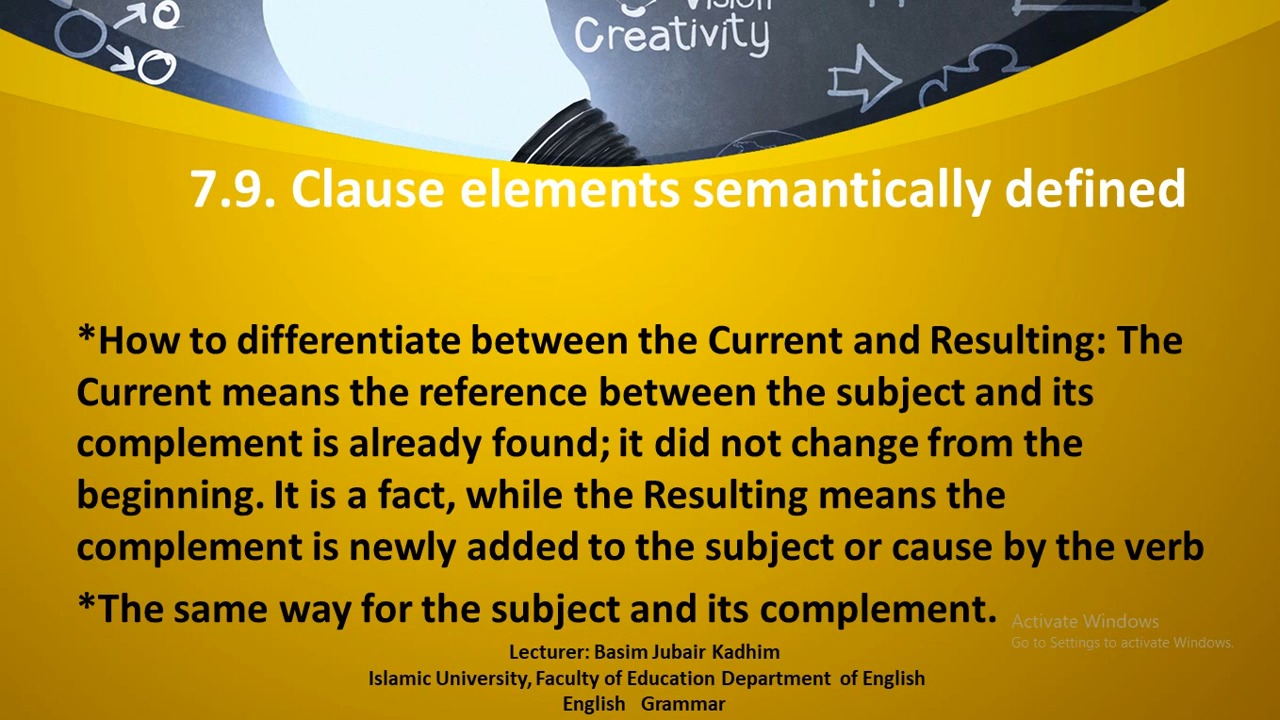 Vision
Creativity
7.9. Clause elements semantically defined
*How to differentiate between the Current and Resulting: The
Current means the reference between the subject and its
complement is already found; it did not change from the
beginning. It is a fact, while the Resulting means the
complement is newly added to the subject or cause by the verb
*The same way for the subject and its complement.
Activate Windows
Go to Settings to activate Windows.
Lecturer: Basim Jubair Kadhim
Islamic University, Faculty of Education Department of English
English Grammar